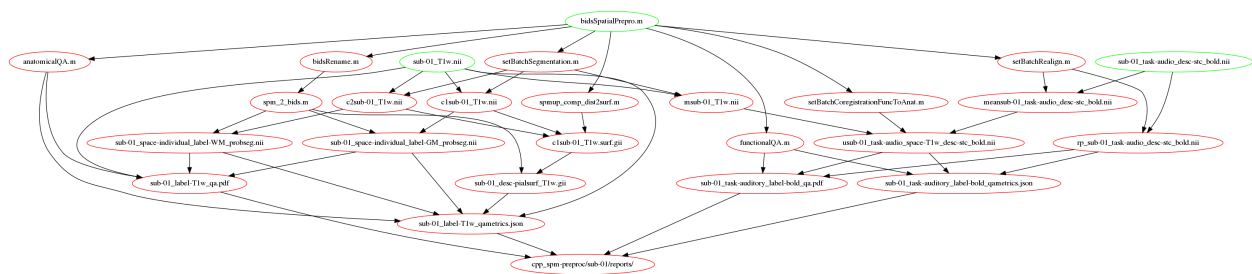 bidsSpatialPrepro.m
anatomicalQA.m
bidsRename.m
sub-01_T1w.nii
setBatchSegmentation.m
setBatchRealign.m
sub-01_task-audio_desc-stc_bold.nii
spm_2_bids.m
c2sub-01_T1w.nii
c1sub-01_T1w.nii
spmup_comp_dist2surf.m
msub-01_T1w.nii
setBatchCoregistrationFuncToAnat.m
meansub-01_task-audio_desc-stc_bold.nii
sub-01_space-individual_label-WM_probseg.nii
sub-01_space-individual_label-GM_probseg.nii
c1sub-01_T1w.surf.gii
functionalQA.m
usub-01_task-audio_space-T1w_desc-stc_bold.nii
rp_sub-01_task-audio_desc-stc_bold.nii
sub-01_label-T1w_qa.pdf
sub-01_desc-pialsurf_T1w.gii
sub-01_task-auditory_label-bold_qa.pdf
sub-01_task-auditory_label-bold_qametrics.json
sub-01_label-T1w_qametrics.json
cpp_spm-preproc/sub-01/reports/